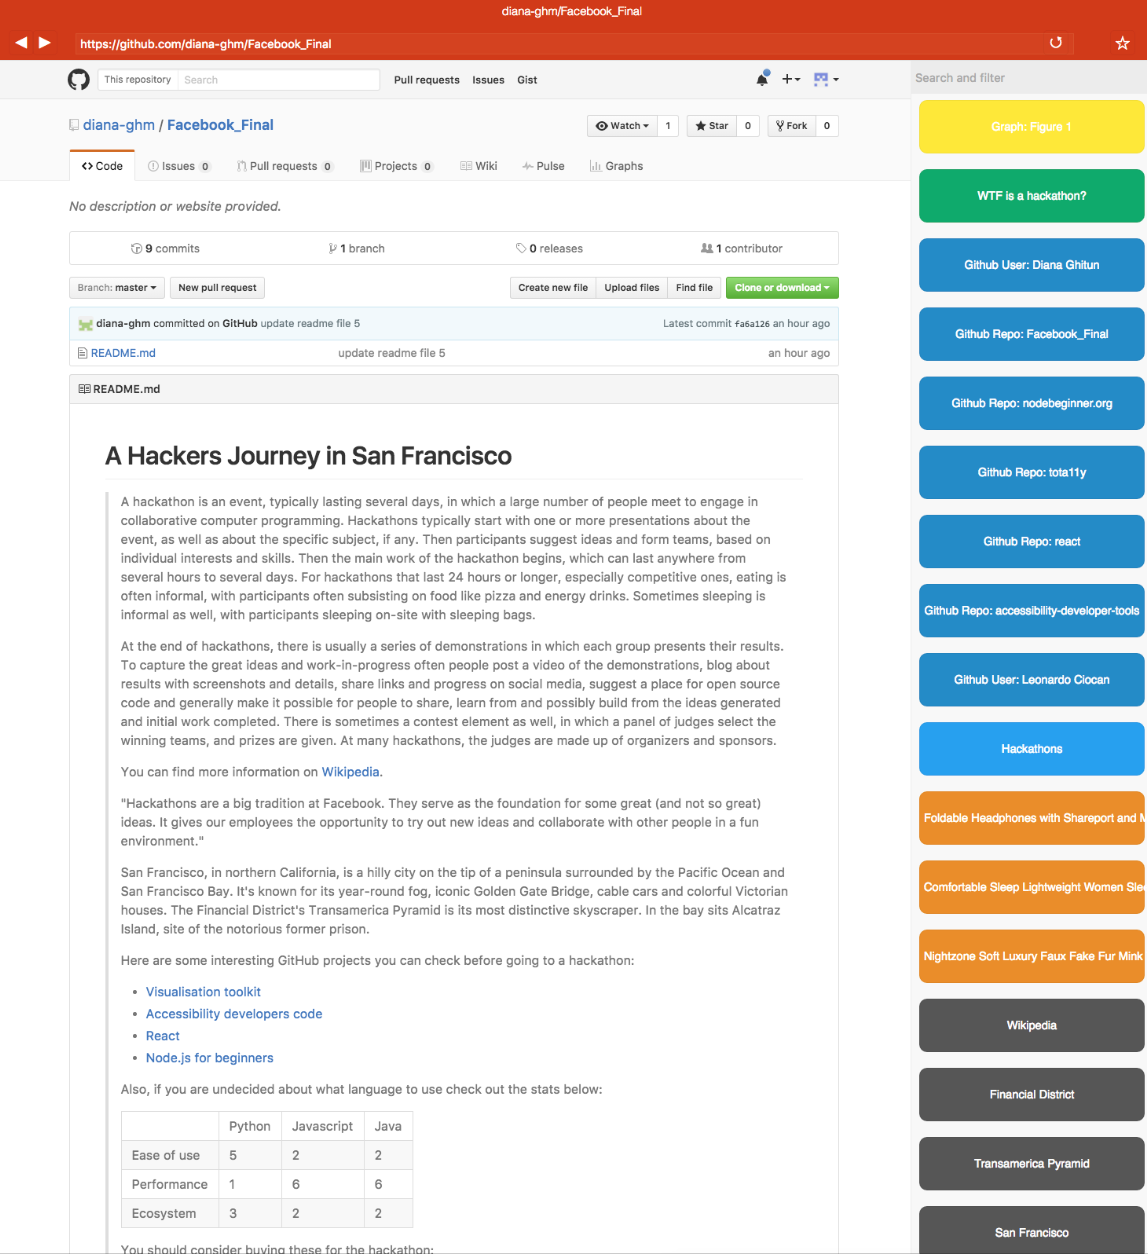 diana-ghm/Facebook_Final
https://github.com/diana-ghm/Facebook_Final
This repository Search
Pull requests Issues Gist
diana-ghm / Facebook_Final
Watch 1 Star 0 Fork 0
Code Issues 0 Pull requests 0 Projects 0 Wiki Pulse Graphs
No description or website provided.
9 commits 1 branch 0 releases 1 contributor
Branch: master New pull request Create new file Upload files Find file Clone or download
diana-ghm committed on GitHub update readme file 5 Latest commit fa6a126 an hour ago
README.md update readme file 5 an hour ago
README.md
A Hackers Journey in San Francisco
A hackathon is an event, typically lasting several days, in which a large number of people meet to engage in
collaborative computer programming. Hackathons typically start with one or more presentations about the
event, as well as about the specific subject, if any. Then participants suggest ideas and form teams, based on
individual interests and skills. Then the main work of the hackathon begins, which can last anywhere from
several hours to several days. For hackathons that last 24 hours or longer, especially competitive ones, eating is
often informal, with participants often subsisting on food like pizza and energy drinks. Sometimes sleeping is
informal as well, with participants sleeping on-site with sleeping bags.
At the end of hackathons, there is usually a series of demonstrations in which each group presents their results.
To capture the great ideas and work-in-progress often people post a video of the demonstrations, blog about
results with screenshots and details, share links and progress on social media, suggest a place for open source
code and generally make it possible for people to share, learn from and possibly build from the ideas generated
and initial work completed. There is sometimes a contest element as well, in which a panel of judges select the
winning teams, and prizes are given. At many hackathons, the judges are made up of organizers and sponsors.
You can find more information on Wikipedia.
"Hackathons are a big tradition at Facebook. They serve as the foundation for some great (and not so great)
ideas. It gives our employees the opportunity to try out new ideas and collaborate with other people in a fun
environment."
San Francisco, in northern California, is a hilly city on the tip of a peninsula surrounded by the Pacific Ocean and
San Francisco Bay. It's known for its year-round fog, iconic Golden Gate Bridge, cable cars and colorful Victorian
houses. The Financial District's Transamerica Pyramid is its most distinctive skyscraper. In the bay sits Alcatraz
Island, site of the notorious former prison.
Here are some interesting GitHub projects you can check before going to a hackathon:
• Visualisation toolkit
• Accessibility developers code
• React
• Node.js for beginners
Also, if you are undecided about what language to use check out the stats below:
Python Javascript Java
Ease of use 5 2 2
Performance 1 6 6
Ecosystem 3 2 2
You should consider buying these for the hackathon:
Search and filter
Graph: Figure 1
WTF is a hackathon?
Github User: Diana Ghitun
Github Repo: Facebook_Final
Github Repo: nodebeginner.org
Github Repo: tota11y
Github Repo: react
Github Repo: accessibility-developer-tools
Github User: Leonardo Ciocan
Hackathons
Foldable Headphones with Shareport and M
Comfortable Sleep Lightweight Women Slee
Nightzone Soft Luxury Faux Fake Fur Mink
Wikipedia
Financial District
Transamerica Pyramid
San Francisco